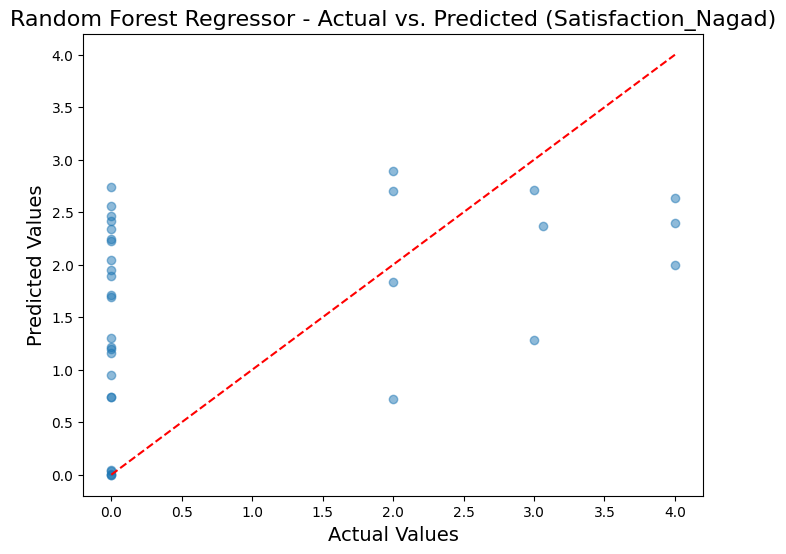 Random Forest Regressor - Actual vs. Predicted (Satisfaction_Nagad)
4.0
3.5
3.0
2.5
2.0
1.5
1.0
0.5
0.0
Predicted Values
0.0 0.5 1.0 1.5 2.0 2.5 3.0 3.5 4.0
Actual Values